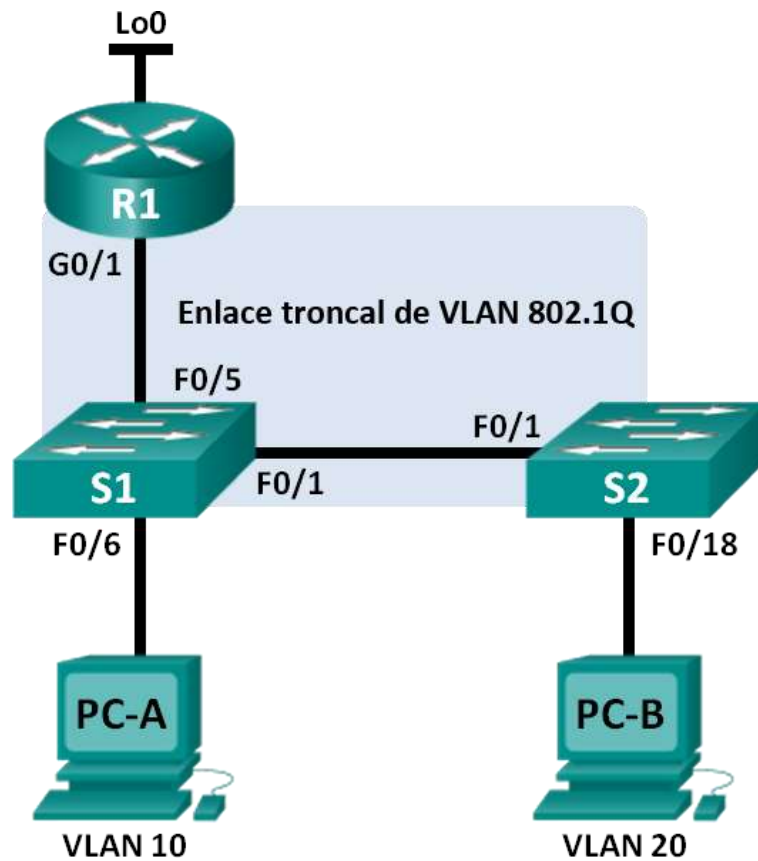 Lo0
R1
G0/1
Enlace troncal de VLAN 802.1Q
F0/5
F0/1
S1
F0/1
S2
F0/6
F0/18
PC-A
PC-B
VLAN 10
VLAN 20